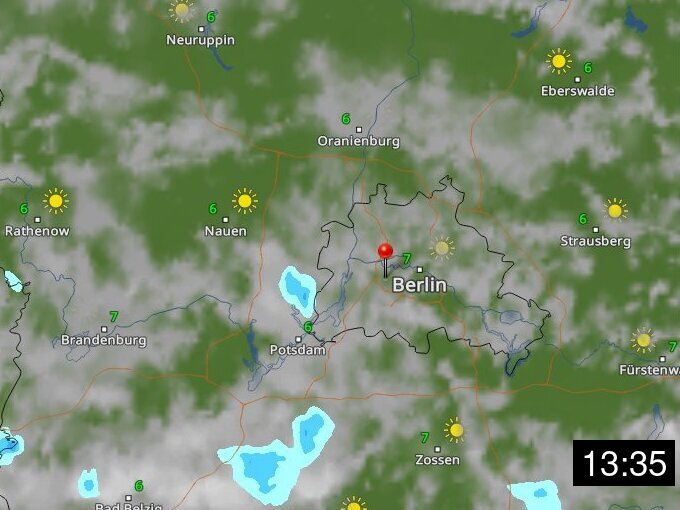 6
Neuruppin
6
Eberswalde
6
Oranienburg
6
Rathenow
6
Nauen
6
Strausberg
7
Berlin
7
Brandenburg
6
Potsdam
7
Fürstenwa
7
Zossen
13:35
6
Bad Belzig